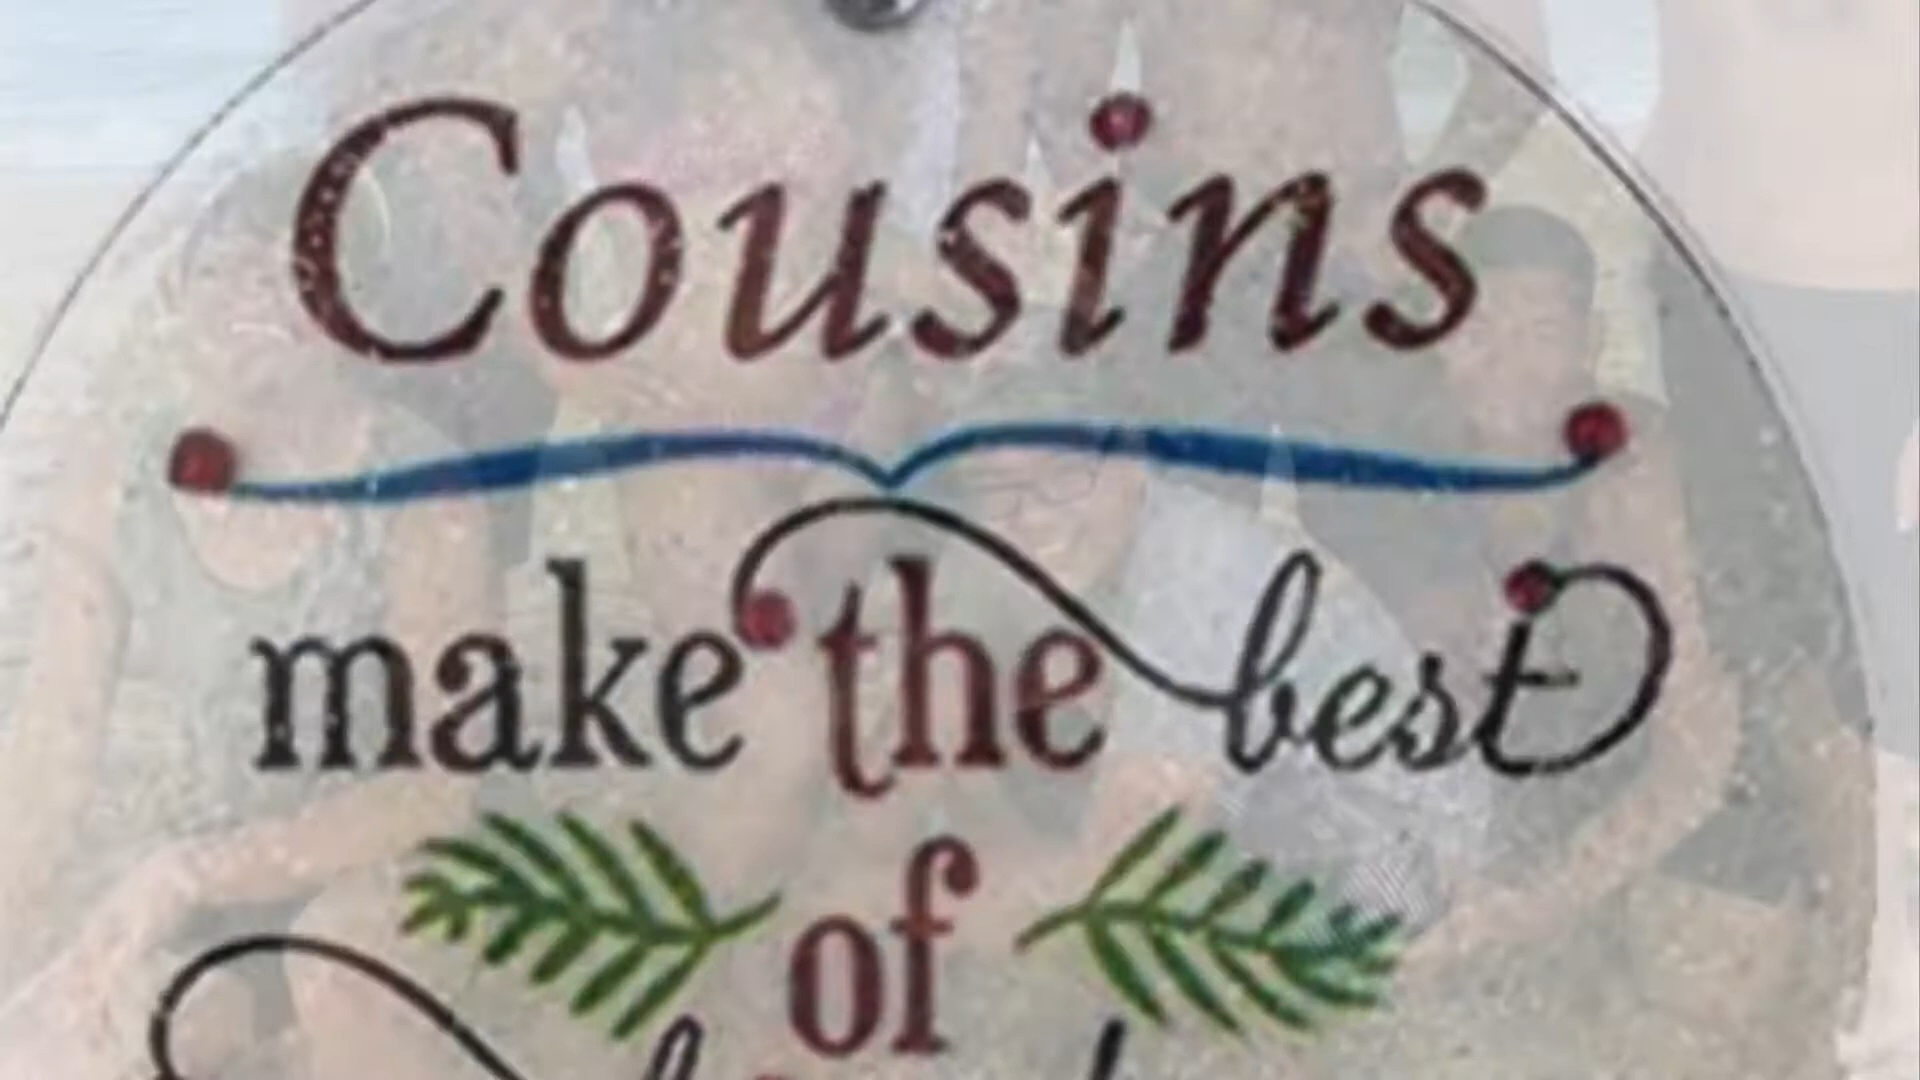 Cousins
make the best
of